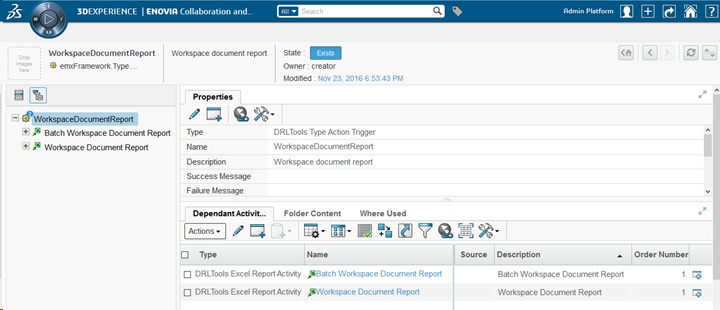 3DEXPERIENCE | ENOVIA Collaboration and...
All
Search
Admin Platform
Drop images here
WorkspaceDocumentReport
emxFramework.Type....
Workspace document report
State : Exists
Owner : creator
Modified : Nov 23, 2016 6:53:43 PM
WorkspaceDocumentReport
Batch Workspace Document Report
Workspace Document Report
Properties
Type DRLTools Type Action Trigger
Name WorkspaceDocumentReport
Description Workspace document report
Success Message
Failure Message
Dependant Activit... Folder Content Where Used
Actions
Type Name Source Description Order Number
DRLTools Excel Report Activity Batch Workspace Document Report Batch Workspace Document Report 1
DRLTools Excel Report Activity Workspace Document Report Workspace Document Report 1